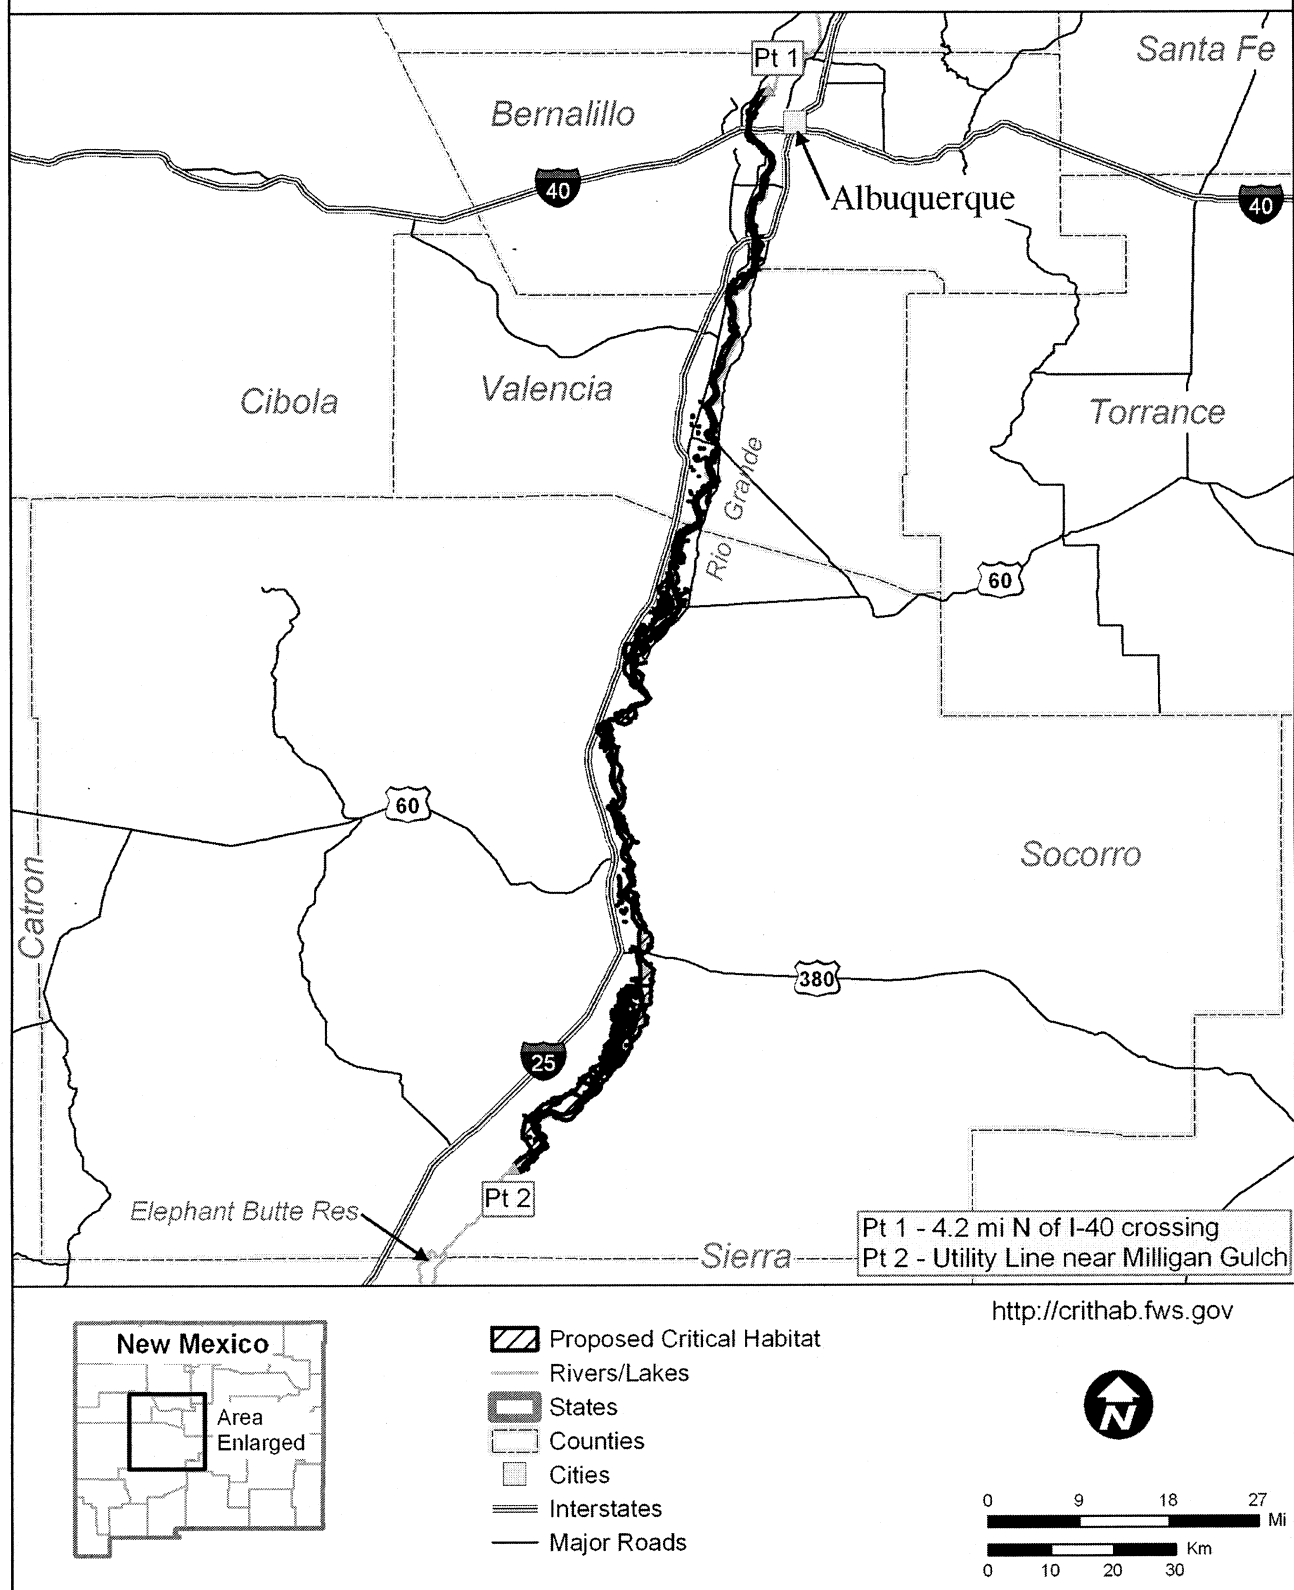 Pt 1
Santa Fe
Bernalillo
40
Albuquerque
40
Cibola
Valencia
Torrance
Rio Grande
60
60
Socorro
Catron
380
25
Pt 2
Elephant Butte Res
Sierra
Pt 1 - 4.2 mi N of I-40 crossing
Pt 2 - Utility Line near Milligan Gulch
http://crithab.fws.gov
New Mexico
Area
Enlarged
Proposed Critical Habitat
Rivers/Lakes
States
Counties
Cities
Interstates
Major Roads
N
0 9 18 27
Mi
Km
0 10 20 30